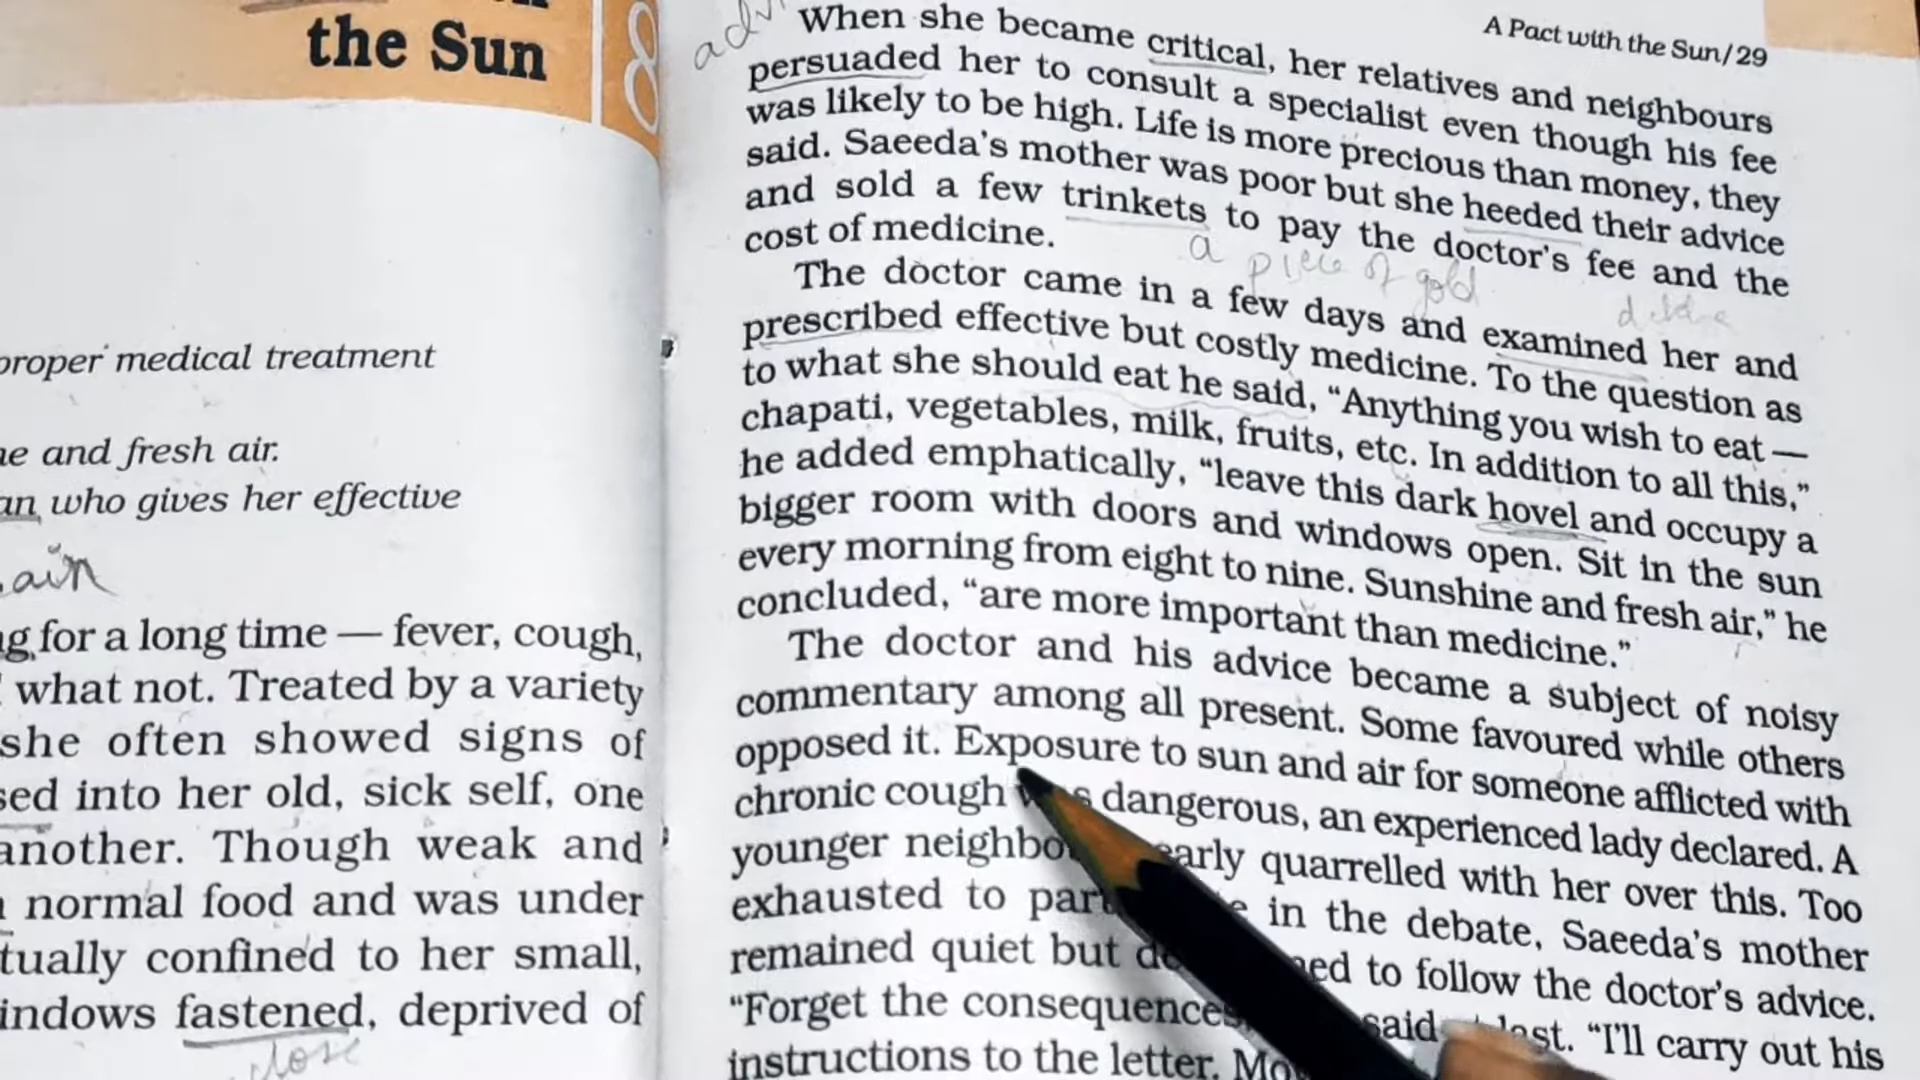 the Sun
proper medical treatment
and fresh air.
who gives her effective
for a long time — fever, cough,
what not. Treated by a variety
she often showed signs of
into her old, sick self, one
another. Though weak and
normal food and was under
confined to her small,
fastened, deprived of
A Pact with the Sun/29
When she became critical, her relatives and neighbours
persuaded her to consult a specialist even though his fee
was likely to be high. Life is more precious than money, they
said. Saeeda's mother was poor but she heeded their advice
and sold a few trinkets to pay the doctor's fee and the
cost of medicine.
a piece of gold
The doctor came in a few days and examined her and
prescribed effective but costly medicine. To the question as
to what she should eat he said, “Anything you wish to eat —
chapati, vegetables, milk, fruits, etc. In addition to all this,”
he added emphatically, “leave this dark hovel and occupy a
bigger room with doors and windows open. Sit in the sun
every morning from eight to nine. Sunshine and fresh air,” he
concluded, “are more important than medicine.”
The doctor and his advice became a subject of noisy
commentary among all present. Some favoured while others
opposed it. Exposure to sun and air for someone afflicted with
chronic cough dangerous, an experienced lady declared. A
younger quarrelled with her over this. Too
exhausted to in the debate, Saeeda's mother
remained quiet but to follow the doctor's advice.
“Forget the consequences said “I'll carry out his
instructions to the letter.